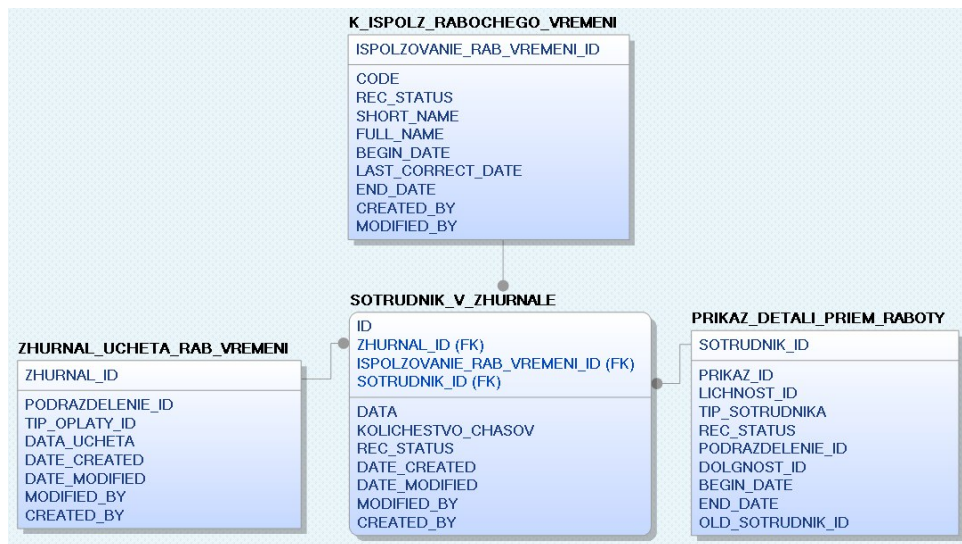 K_ISPOLZ_RABOCHEGO_VREMENI
ISPOLZOVANIE_RAB_VREMENI_ID
CODE
REC_STATUS
SHORT_NAME
FULL_NAME
BEGIN_DATE
LAST_CORRECT_DATE
END_DATE
CREATED_BY
MODIFIED_BY
ZHURNAL_UCHETA_RAB_VREMENI
ZHURNAL_ID
PODRAZDELENIE_ID
TIP_OPLATY_ID
DATA_UCHETA
DATE_CREATED
DATE_MODIFIED
MODIFIED_BY
CREATED_BY
SOTRUDNIK_V_ZHURNALE
ID
ZHURNAL_ID (FK)
ISPOLZOVANIE_RAB_VREMENI_ID (FK)
SOTRUDNIK_ID (FK)
DATA
KOLICHESTVO_CHASOV
REC_STATUS
DATE_CREATED
DATE_MODIFIED
MODIFIED_BY
CREATED_BY
PRIKAZ_DETALI_PRIEM_RABOTY
SOTRUDNIK_ID
PRIKAZ_ID
LICHNOST_ID
TIP_SOTRUDNIKA
REC_STATUS
PODRAZDELENIE_ID
DOLGNOST_ID
BEGIN_DATE
END_DATE
OLD_SOTRUDNIK_ID